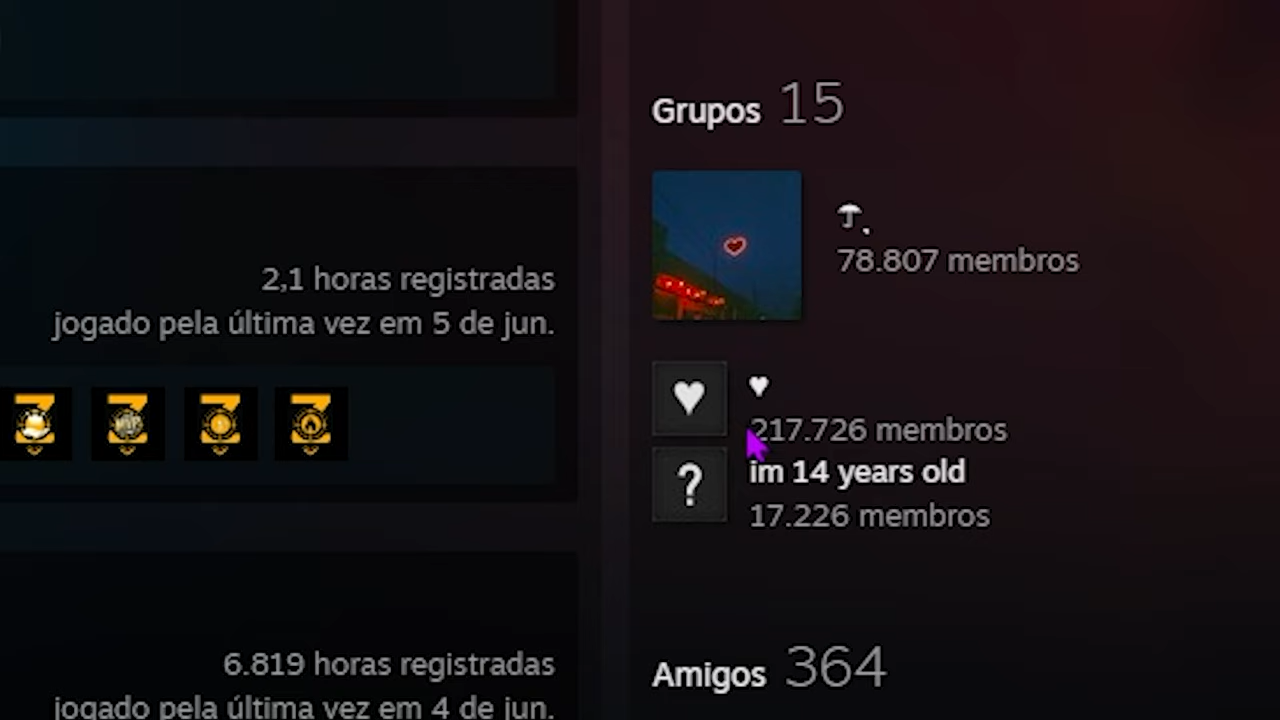 2,1 horas registradas
jogado pela última vez em 5 de jun.
6.819 horas registradas
jogado pela última vez em 4 de jun.
Grupos 15
☂.
78.807 membros
♥
♥
217.726 membros
?
im 14 years old
17.226 membros
Amigos 364